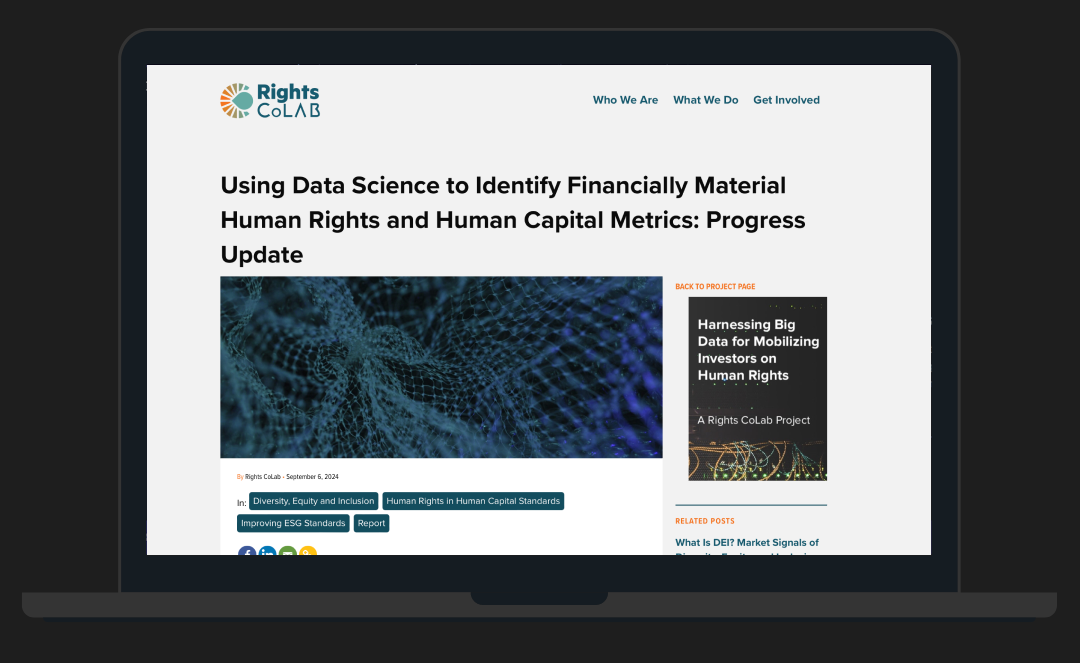 Rights
CoLAB
Who We Are
What We Do
Get Involved
Using Data Science to Identify Financially Material
Human Rights and Human Capital Metrics: Progress
Update
By Rights CoLab - September 6, 2024
In:
Diversity, Equity and Inclusion
Human Rights in Human Capital Standards
Improving ESG Standards
Report
BACK TO PROJECT PAGE
Harnessing Big
Data for Mobilizing
Investors on
Human Rights
A Rights CoLab Project
RELATED POSTS
What Is DEI? Market Signals of